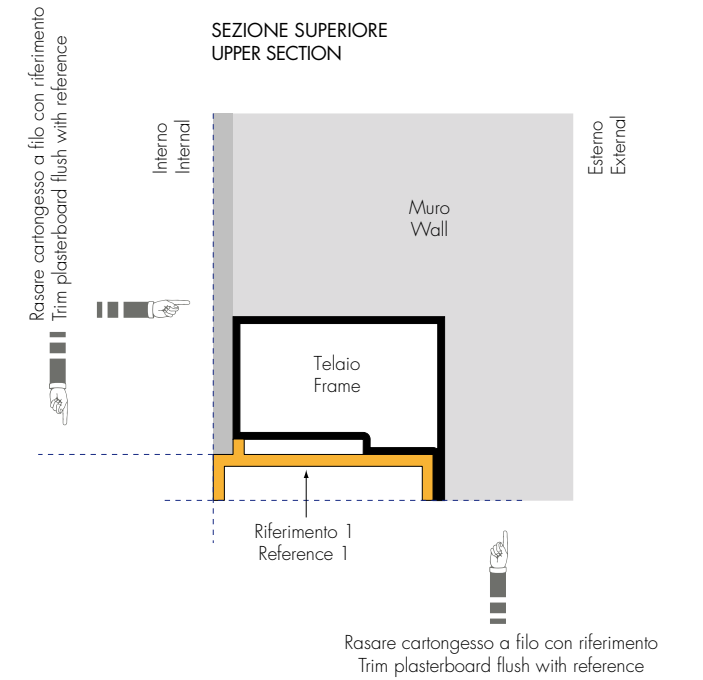 SEZIONE SUPERIORE
UPPER SECTION
Rasare cartongesso a filo con riferimento
Trim plasterboard flush with reference
Interno
Internal
Esterno
External
Muro
Wall
Telaio
Frame
Riferimento 1
Reference 1
Rasare cartongesso a filo con riferimento
Trim plasterboard flush with reference